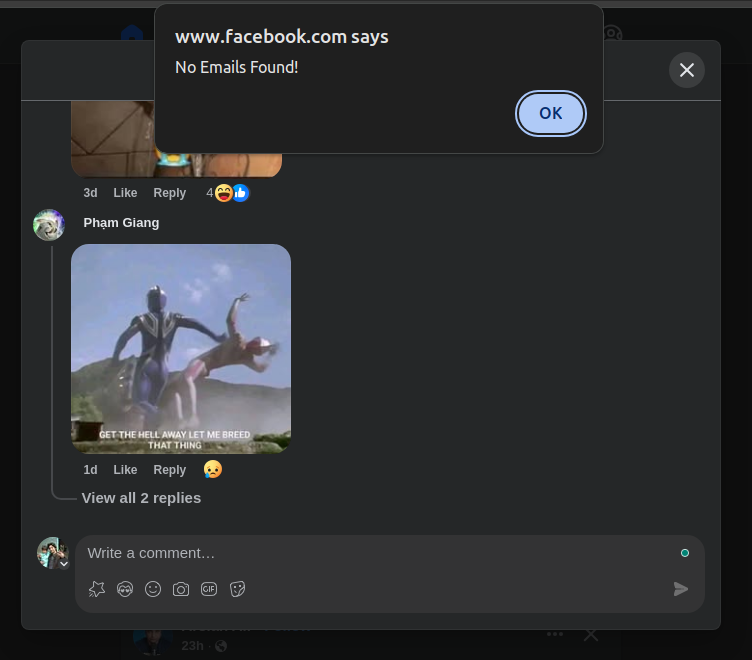 www.facebook.com says
No Emails Found!
OK
3d Like Reply 4
Phạm Giang
GET THE HELL AWAY LET ME BREED
THAT THING
1d Like Reply
View all 2 replies
Write a comment…
GIF
23h